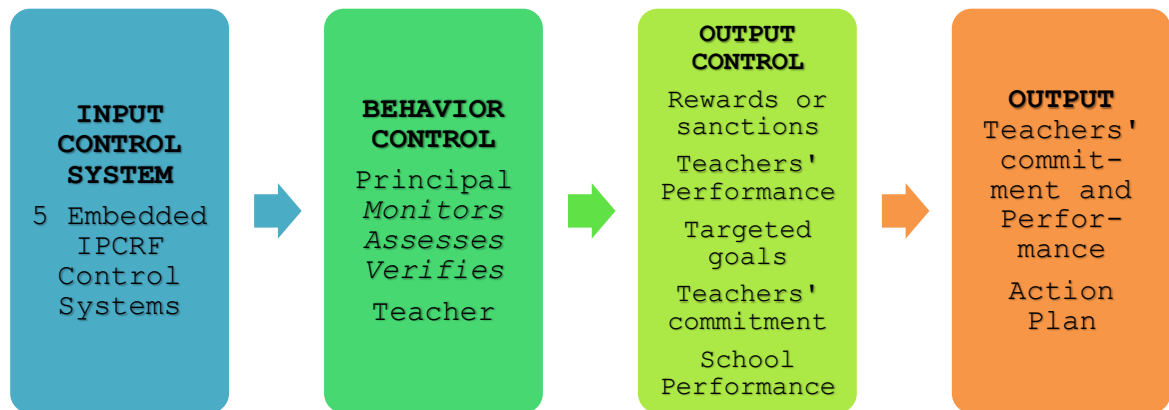 INPUT
CONTROL
SYSTEM
5 Embedded
IPCRF
Control
Systems
BEHAVIOR
CONTROL
Principal
Monitors
Assesses
Verifies
Teacher
OUTPUT
CONTROL
Rewards or
sanctions
Teachers'
Performance
Targeted
goals
Teachers'
commitment
School
Performance
OUTPUT
Teachers'
commit-
ment and
Perfor-
mance
Action
Plan